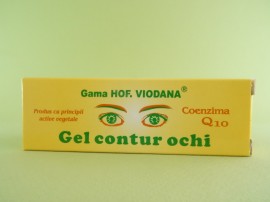 Gama HOF. VIODANA®
Produs cu principii
active vegetale
Coenzima
Q10
Gel contur ochi